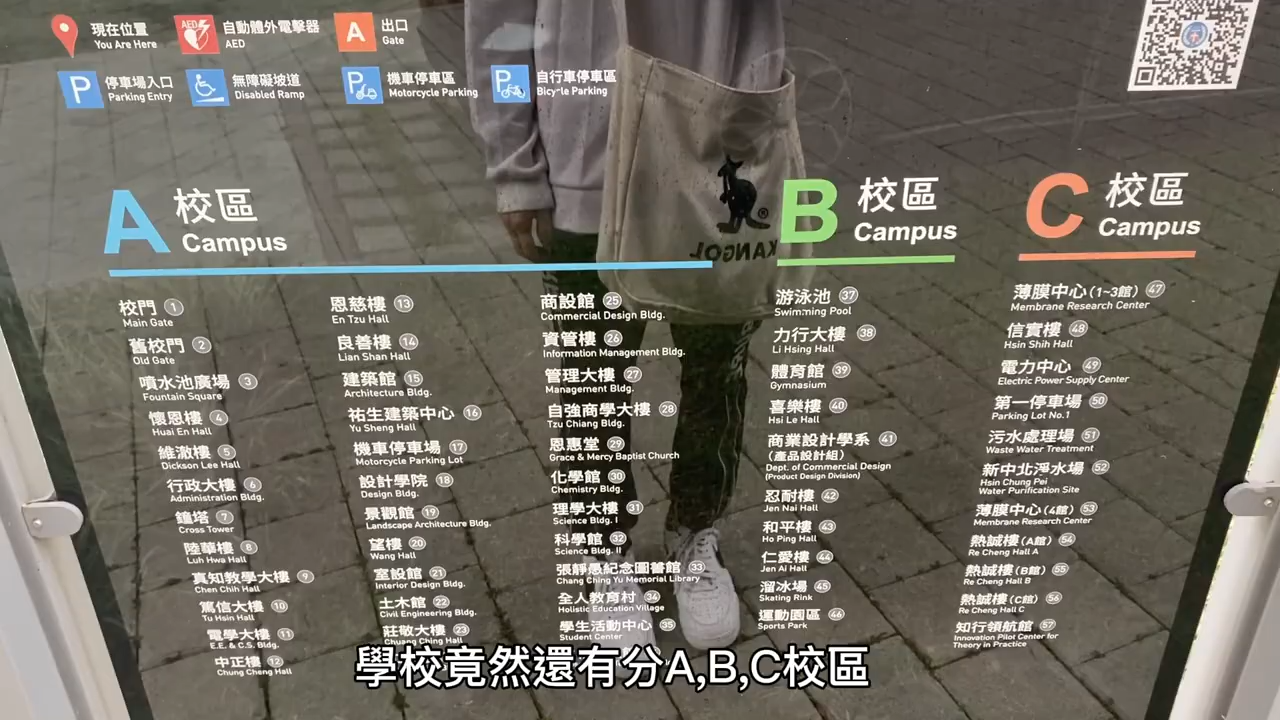 現在位置
You Are Here
AED
自動體外電擊器
AED
A
出口
Gate
P
停車場入口
Parking Entry
無障礙坡道
Disabled Ramp
P
機車停車區
Motorcycle Parking
P
自行車停車區
Bicycle Parking
A 校區
Campus
校門 1
Main Gate
舊校門 2
Old Gate
噴水池廣場 3
Fountain Square
懷恩樓 4
Huai En Hall
維澈樓 5
Dickson Lee Hall
行政大樓 6
Administration Bldg.
鐘塔 7
Cross Tower
陸華樓 8
Luh Hwa Hall
真知教學大樓 9
Chen Chih Hall
篤信大樓 10
Tu Hsin Hall
電學大樓 11
E.E. & C.S. Bldg.
中正樓 12
Chung Cheng Hall
恩慈樓 13
En Tzu Hall
良善樓 14
Lian Shan Hall
建築館 15
Architecture Bldg.
祐生建築中心 16
Yu Sheng Hall
機車停車場 17
Motorcycle Parking Lot
設計學院 18
Design Bldg.
景觀館 19
Landscape Architecture Bldg.
望樓 20
Wang Hall
室設館 21
Interior Design Bldg.
土木館 22
Civil Engineering Bldg.
莊敬大樓 23
Chuang Ching Hall
商設館 25
Commercial Design Bldg.
資管樓 26
Information Management Bldg.
管理大樓 27
Management Bldg.
自強商學大樓 28
Tzu Chiang Bldg.
恩惠堂 29
Grace & Mercy Baptist Church
化學館 30
Chemistry Bldg.
理學大樓 31
Science Bldg. I
科學館 32
Science Bldg. II
張靜愚紀念圖書館 33
Chang Ching Yu Memorial Library
全人教育村 34
Holistic Education Village
學生活動中心 35
Student Center
B 校區
Campus
游泳池 37
Swimming Pool
力行大樓 38
Li Hsing Hall
體育館 39
Gymnasium
喜樂樓 40
Hsi Le Hall
商業設計學系 41
（產品設計組）
Dept. of Commercial Design
(Product Design Division)
忍耐樓 42
Jen Nai Hall
和平樓 43
Ho Ping Hall
仁愛樓 44
Jen Ai Hall
溜冰場 45
Skating Rink
運動園區 46
Sports Park
C 校區
Campus
薄膜中心（1~3館）47
Membrane Research Center
信實樓 48
Hsin Shih Hall
電力中心 49
Electric Power Supply Center
第一停車場 50
Parking Lot No.1
污水處理場 51
Waste Water Treatment
新中北淨水場 52
Hsin Chung Pei
Water Purification Site
薄膜中心（4館）53
Membrane Research Center
熱誠樓（A館）54
Re Cheng Hall A
熱誠樓（B館）55
Re Cheng Hall B
熱誠樓（C館）56
Re Cheng Hall C
知行領航館 57
Innovation Pilot Center for
Theory in Practice
KANGOL
學校竟然還有分A,B,C校區